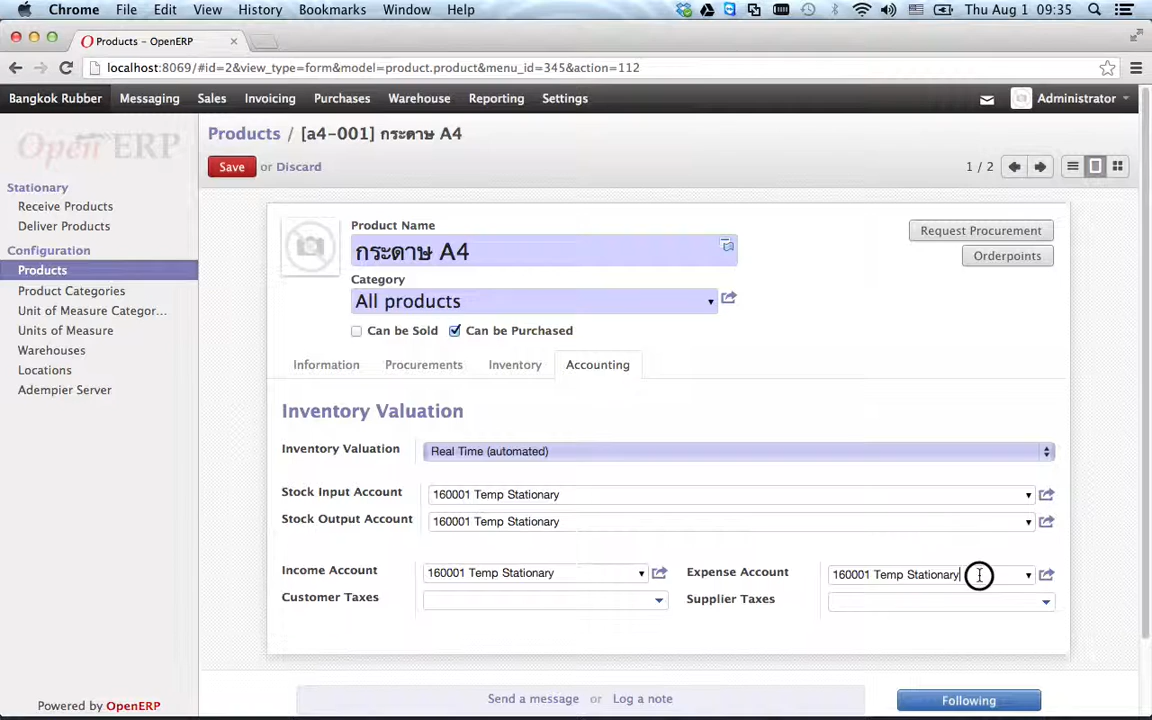 Chrome File Edit View History Bookmarks Window Help Thu Aug 1 09:35
Products – OpenERP
localhost:8069/#id=2&view_type=form&model=product.product&menu_id=345&action=112
Bangkok Rubber Messaging Sales Invoicing Purchases Warehouse Reporting Settings Administrator
OpenERP
Products / [a4-001] กระดาษ A4
Save or Discard 1 / 2
Stationary
Receive Products
Deliver Products
Configuration
Products
Product Categories
Unit of Measure Categor...
Units of Measure
Warehouses
Locations
Adempier Server
Product Name
กระดาษ A4
Request Procurement
Category
Orderpoints
All products
Can be Sold Can be Purchased
Information Procurements Inventory Accounting
Inventory Valuation
Inventory Valuation Real Time (automated)
Stock Input Account 160001 Temp Stationary
Stock Output Account 160001 Temp Stationary
Income Account 160001 Temp Stationary Expense Account 160001 Temp Stationary
Customer Taxes Supplier Taxes
Send a message or Log a note Following
Powered by OpenERP